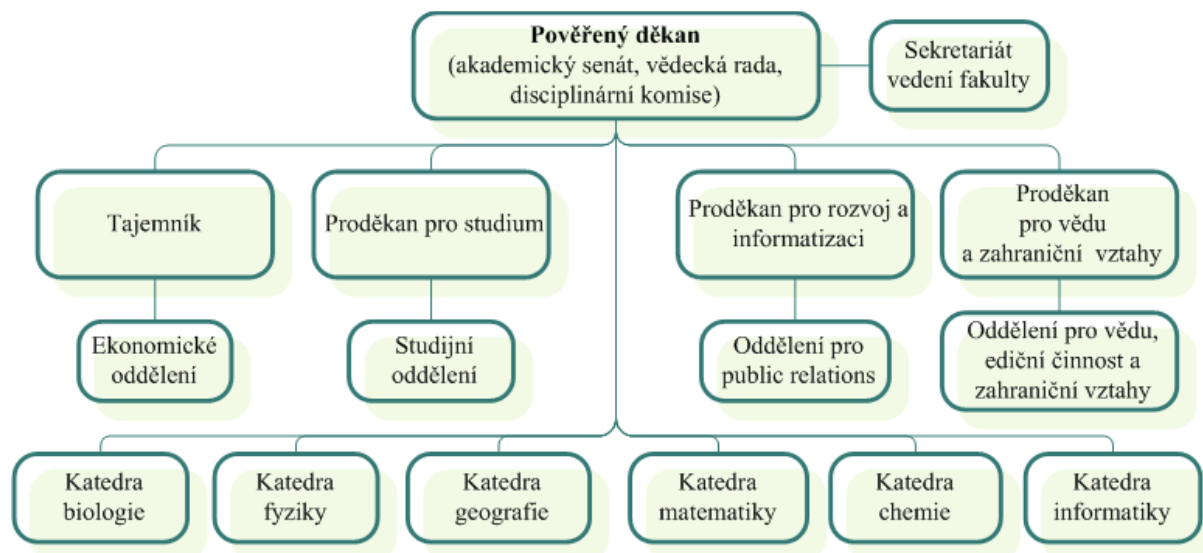 Pověřený děkan
(akademický senát, vědecká rada,
disciplinární komise)
Sekretariát
vedení fakulty
Tajemník
Proděkan pro studium
Proděkan pro rozvoj a
informatizaci
Proděkan
pro vědu
a zahraniční vztahy
Ekonomické
oddělení
Studijní
oddělení
Oddělení pro
public relations
Oddělení pro vědu,
ediční činnost a
zahraniční vztahy
Katedra
biologie
Katedra
fyziky
Katedra
geografie
Katedra
matematiky
Katedra
chemie
Katedra
informatiky